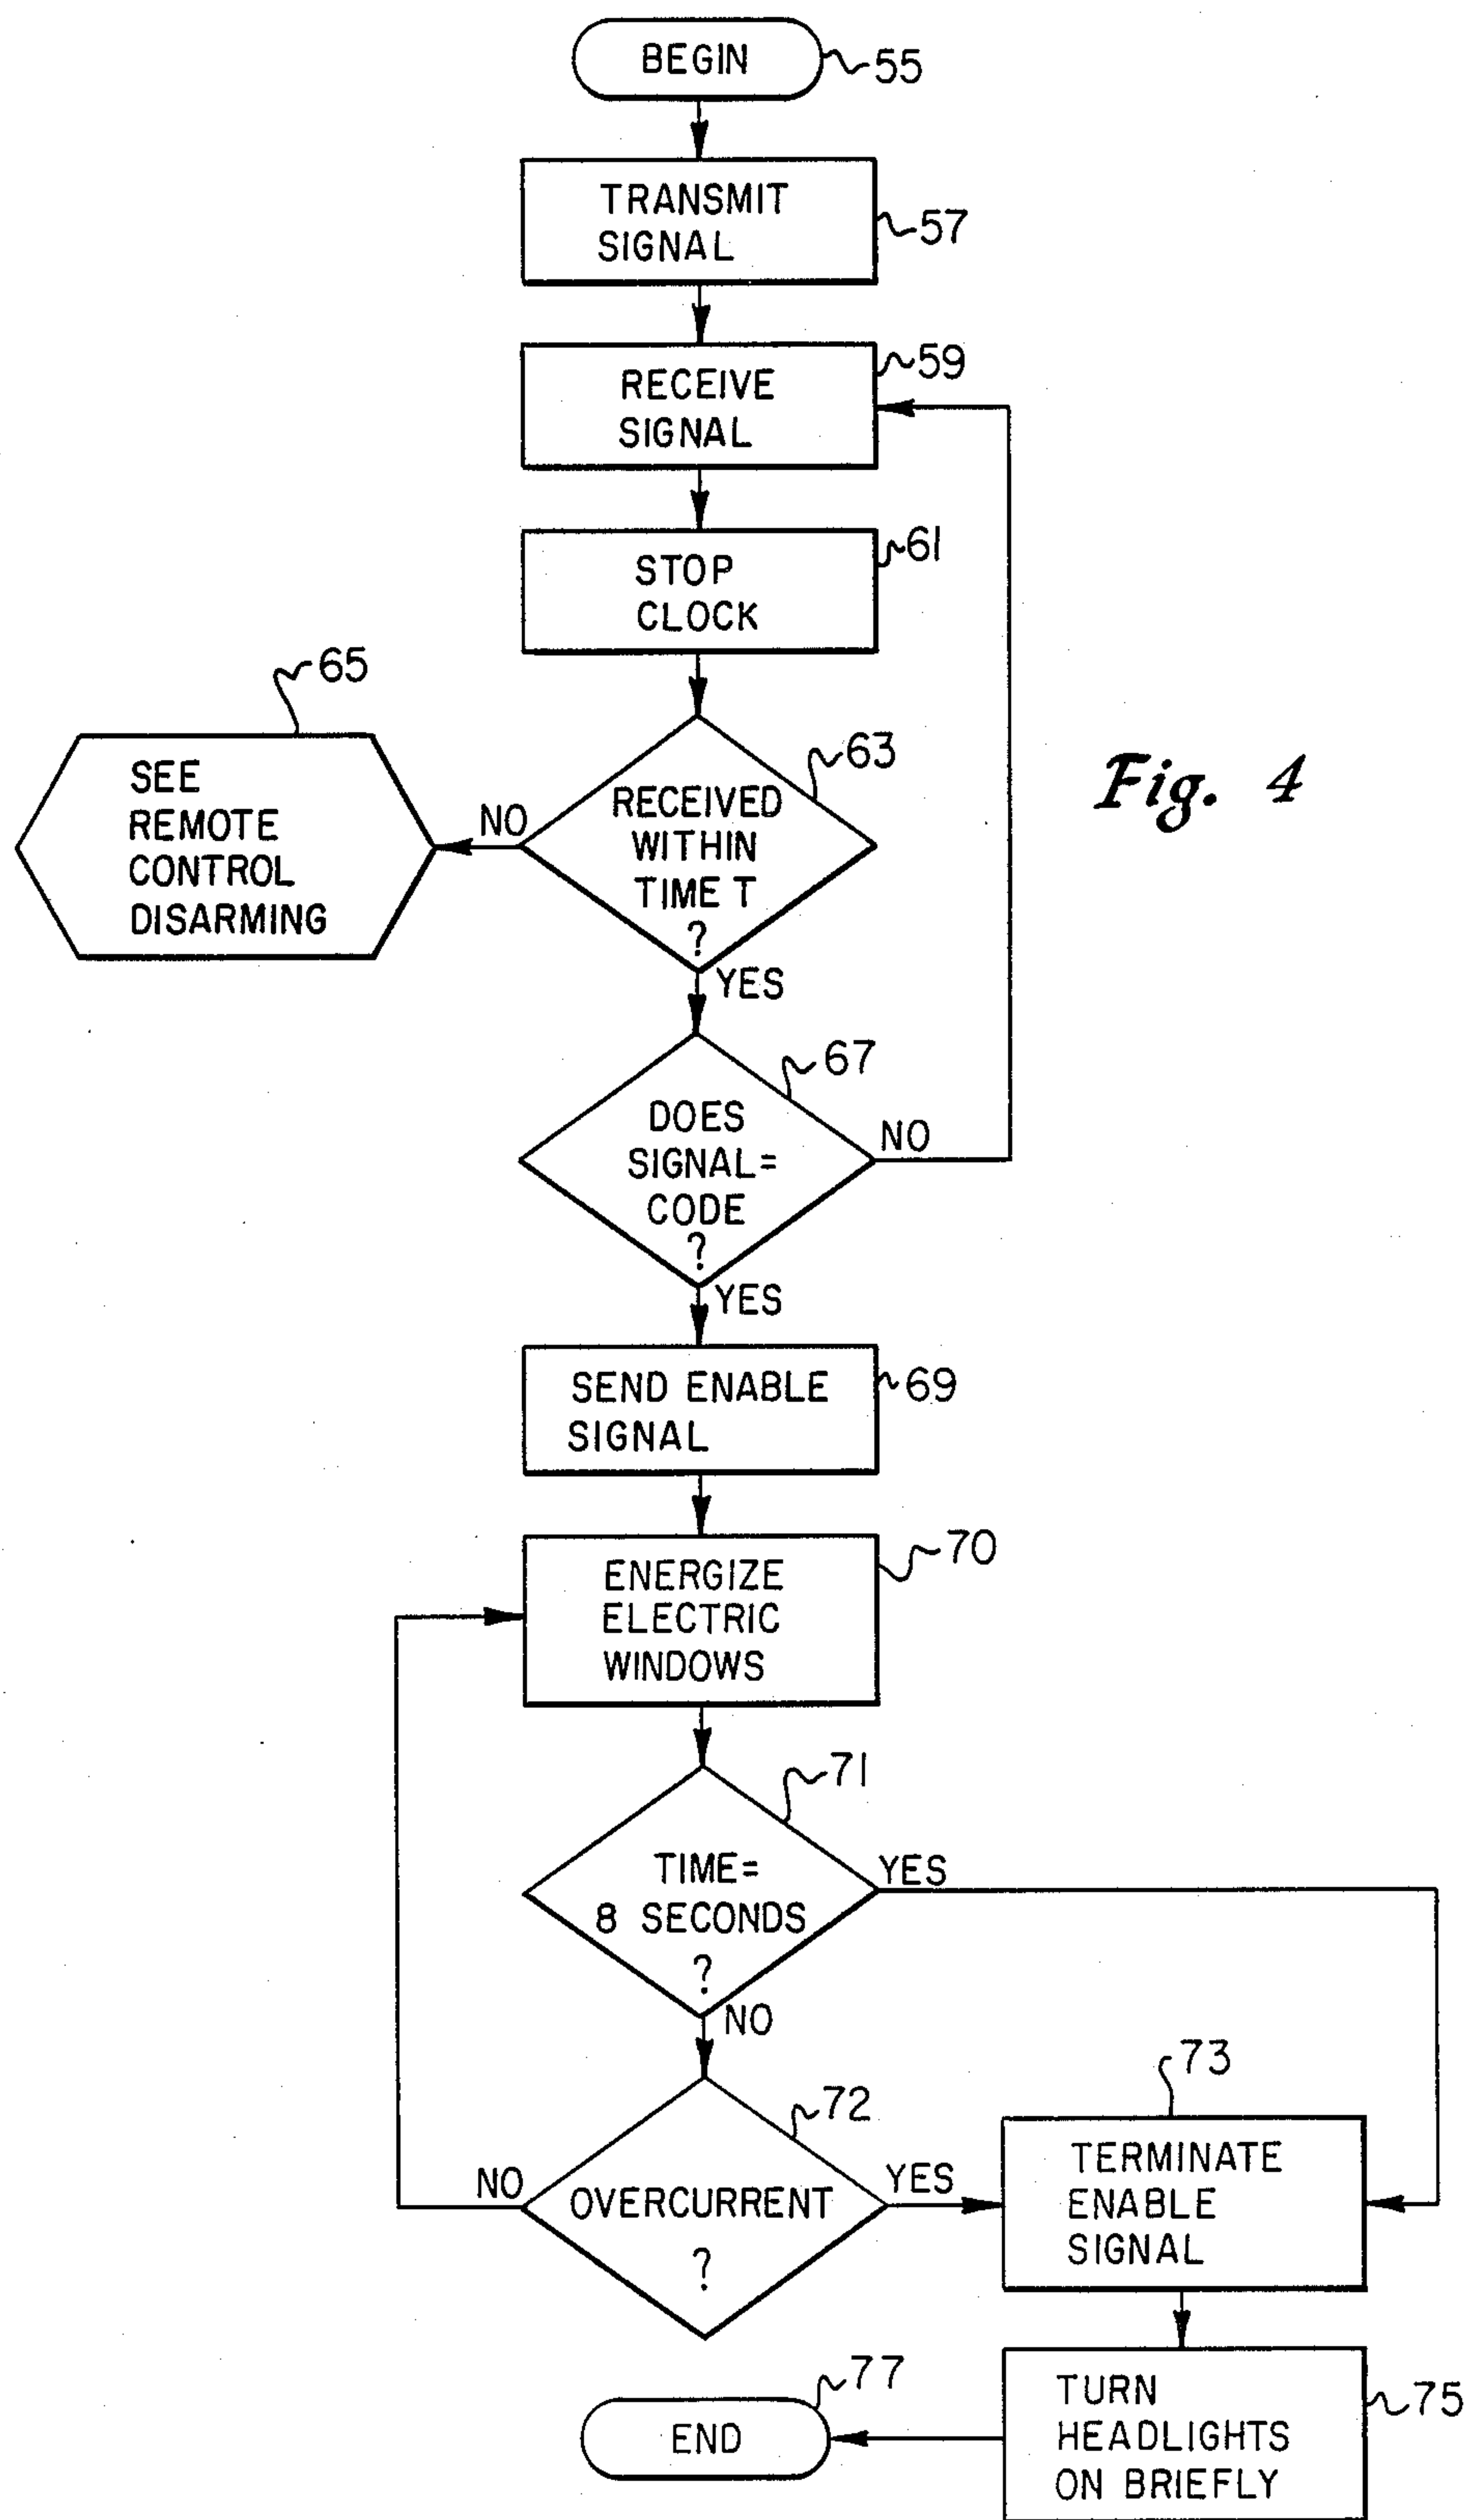 BEGIN
55
TRANSMIT
SIGNAL
57
RECEIVE
SIGNAL
59
STOP
CLOCK
61
RECEIVED
WITHIN
TIME T
?
63
NO
SEE
REMOTE
CONTROL
DISARMING
65
Fig. 4
YES
DOES
SIGNAL=
CODE
?
67
NO
YES
SEND ENABLE
SIGNAL
69
ENERGIZE
ELECTRIC
WINDOWS
70
TIME=
8 SECONDS
?
71
YES
NO
OVERCURRENT
?
72
NO
YES
TERMINATE
ENABLE
SIGNAL
73
TURN
HEADLIGHTS
ON BRIEFLY
75
END
77